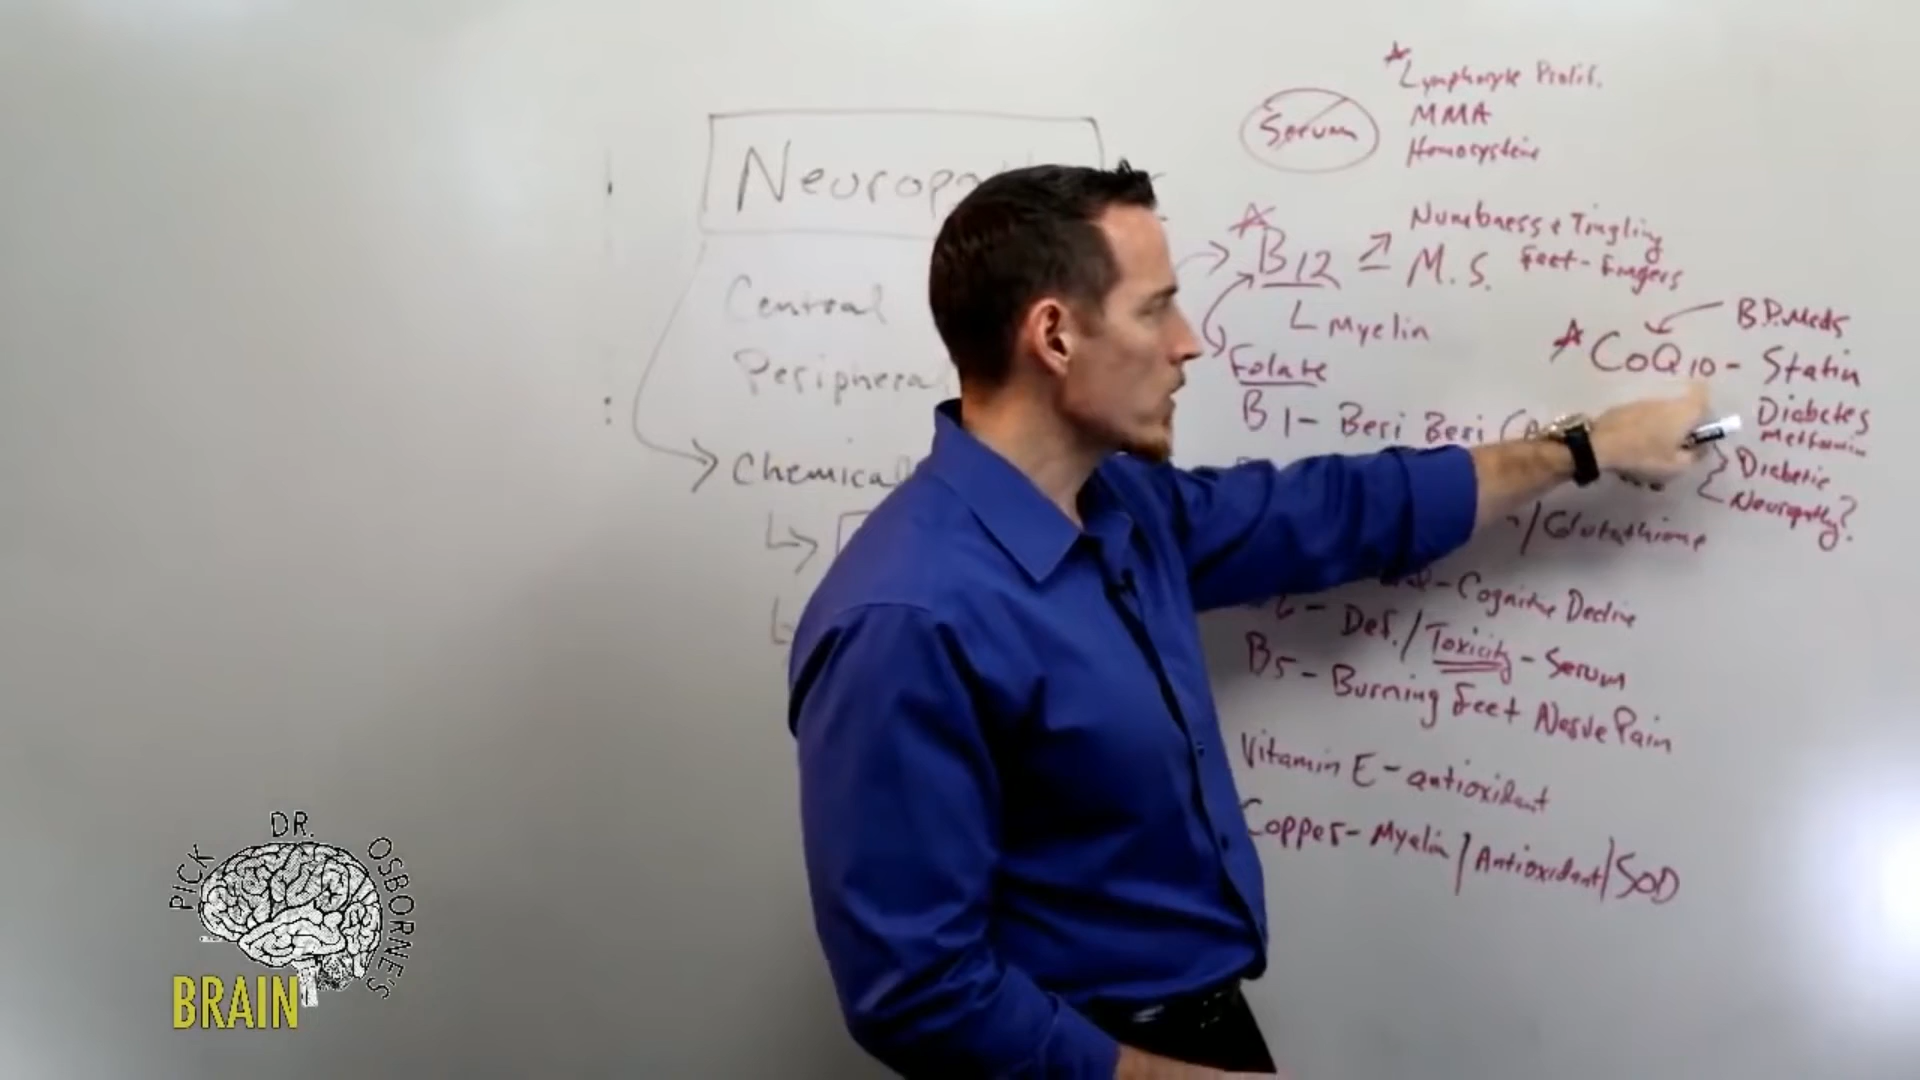 Neurop
Central
Peripheral
Chemical
Serum
Lymphocyte Prolif.
MMA
Homocysteine
B12
M.S.
Numbness + Tingling
Feet - Fingers
Myelin
Folate
B1 - Beri Beri
CoQ10 - Statin
B.P. Meds
Diabetes
Metformin
Diabetic
Neuropathy?
/Glutathione
- Cognitive Decline
6 - Def. / Toxicity - Serum
B5 - Burning Feet Nerve Pain
Vitamin E - antioxidant
Copper - Myelin / Antioxidant / SOD
PICK DR. OSBORNE'S
BRAIN